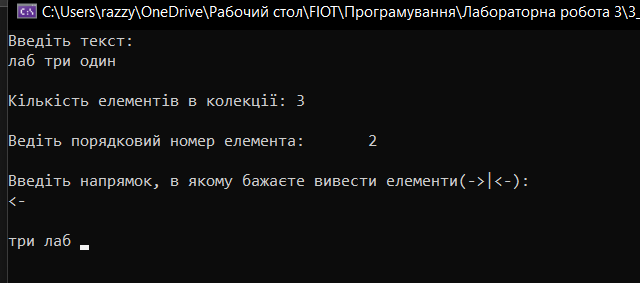 C:\Users\razzy\OneDrive\Рабочий стол\FIOT\Програмування\Лабораторна робота 3\3_
Введіть текст:
лаб три один
Кількість елементів в колекції: 3
Ведіть порядковий номер елемента: 2
Введіть напрямок, в якому бажаєте вивести елементи(->|<-):
<-
три лаб